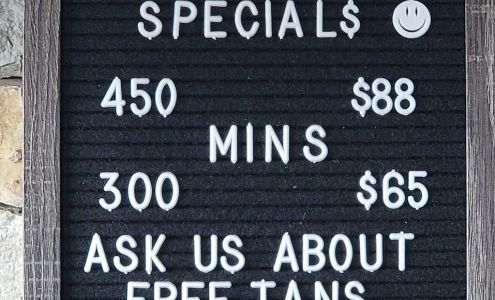 SPECIAL$
450 $88
MINS
300 $65
ASK US ABOUT
FREE TANS